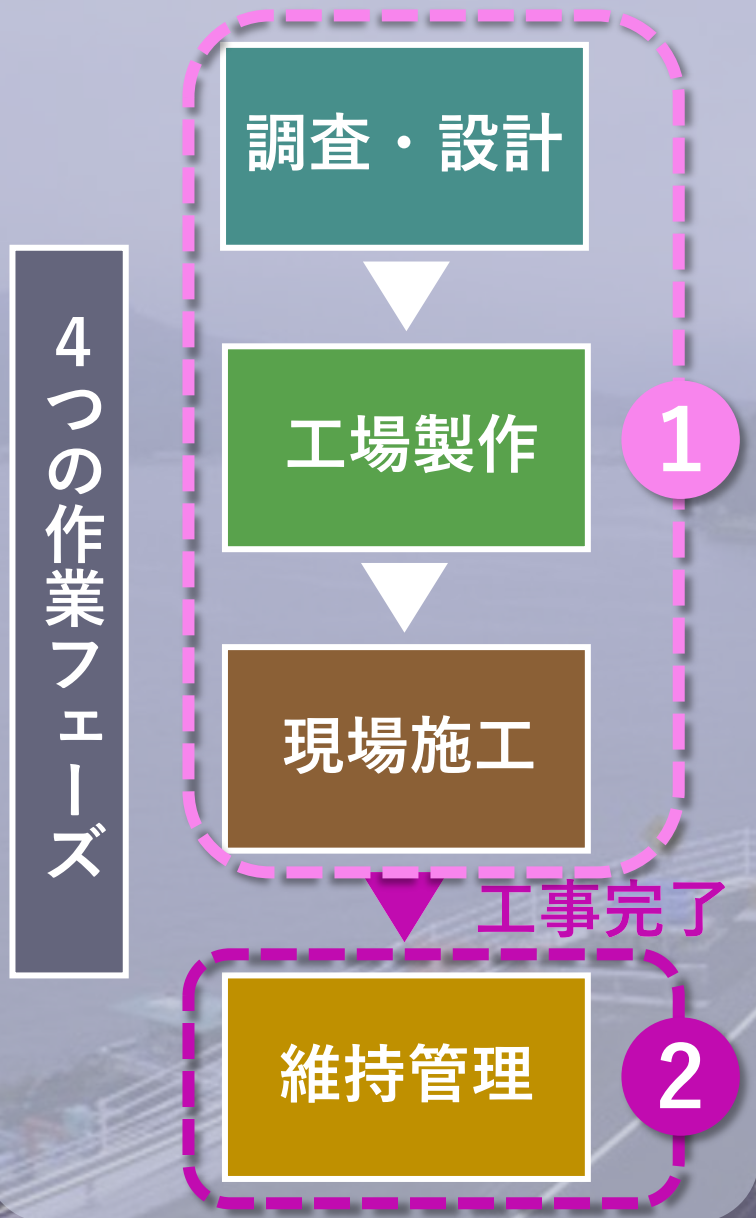 4つの作業フェーズ
調査・設計
工場製作
1
現場施工
工事完了
維持管理
2